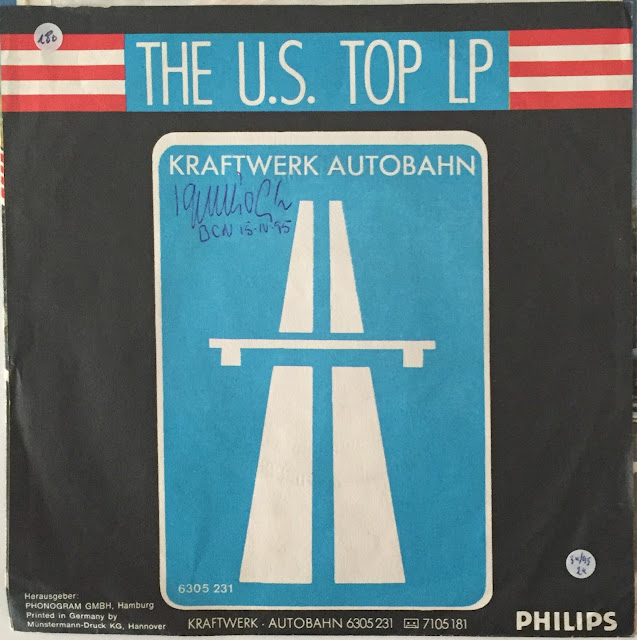 180
THE U.S. TOP LP
KRAFTWERK AUTOBAHN
BCN 15-IV-95
6305 231
Herausgeber:
PHONOGRAM GMBH, Hamburg
Printed in Germany by
Münstermann-Druck KG, Hannover
KRAFTWERK · AUTOBAHN 6305 231 7105 181
PHILIPS